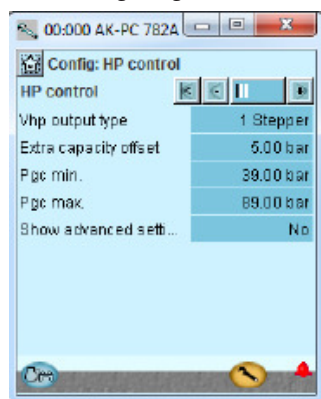 00:000 AK-PC 782A
Config: HP control
HP control
Vhp output type 1 Stepper
Extra capacity offset 5.00 bar
Pgc min. 39.00 bar
Pgc max. 89.00 bar
Show advanced setti... No